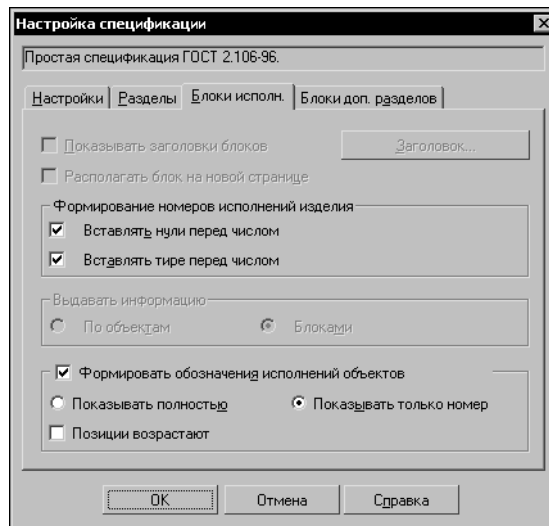 Настройка спецификации
Простая спецификация ГОСТ 2.106-96.
Настройки Разделы Блоки исполн. Блоки доп. разделов
Показывать заголовки блоков Заголовок...
Располагать блок на новой странице
Формирование номеров исполнений изделия
Вставлять нули перед числом
Вставлять тире перед числом
Выдавать информацию
По объектам Блоками
Формировать обозначения исполнений объектов
Показывать полностью Показывать только номер
Позиции возрастают
OK Отмена Справка